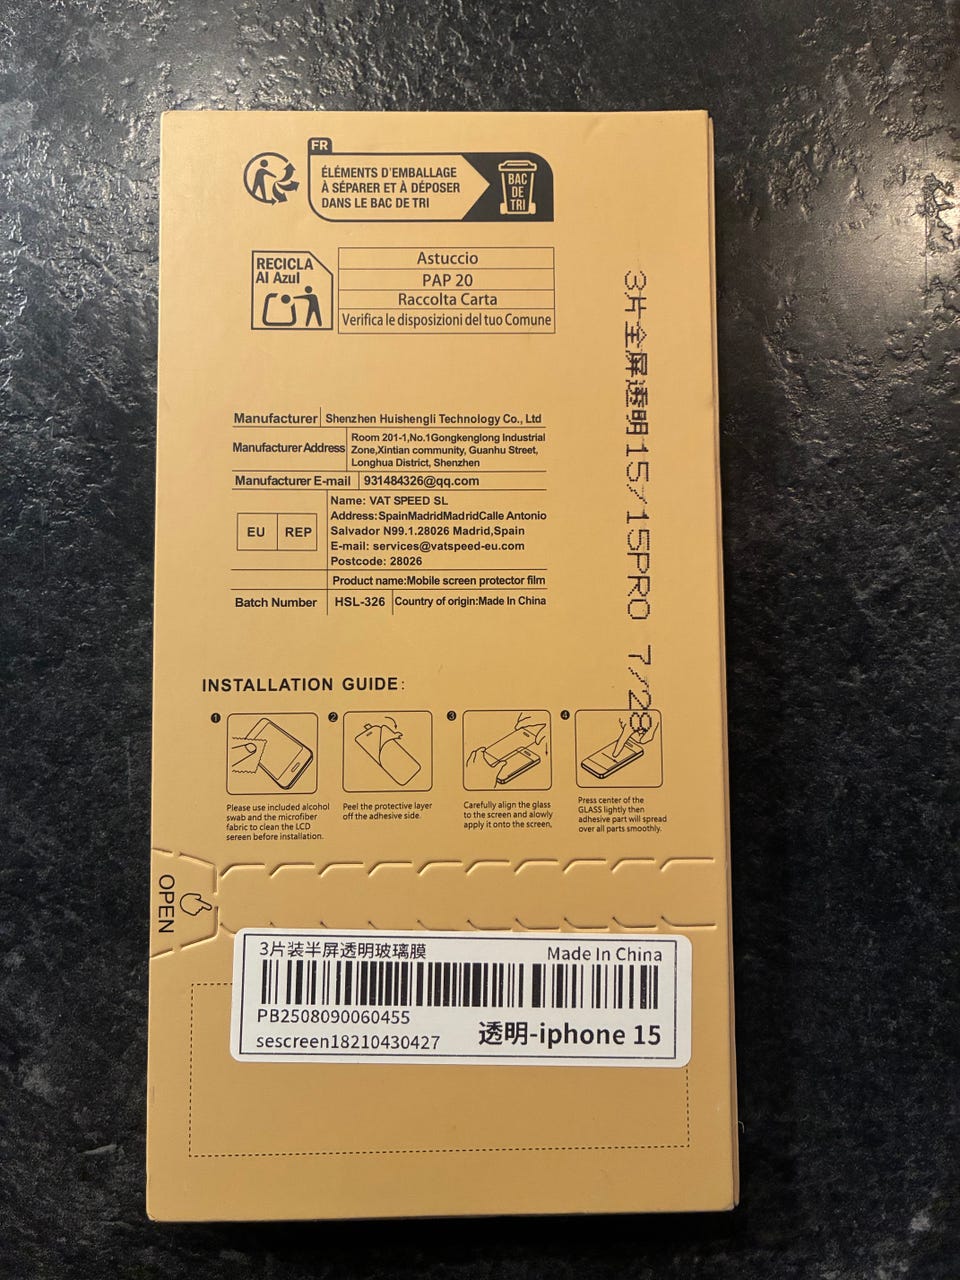 FR
ÉLÉMENTS D'EMBALLAGE
À SÉPARER ET À DÉPOSER
DANS LE BAC DE TRI
BAC
DE
TRI
RECICLA
Al Azul
Astuccio
PAP 20
Raccolta Carta
Verifica le disposizioni del tuo Comune
3片全屏透明15/15PRO 7/28
Manufacturer Shenzhen Huishengli Technology Co., Ltd
Manufacturer Address Room 201-1,No.1Gongkenglong Industrial
Zone,Xintian community, Guanhu Street,
Longhua District, Shenzhen
Manufacturer E-mail 931484326@qq.com
EU REP
Name: VAT SPEED SL
Address:SpainMadridMadridCalle Antonio
Salvador N99.1.28026 Madrid,Spain
E-mail: services@vatspeed-eu.com
Postcode: 28026
Product name:Mobile screen protector film
Batch Number HSL-326 Country of origin:Made In China
INSTALLATION GUIDE:
1
2
3
4
Please use included alcohol
swab and the microfiber
fabric to clean the LCD
sereen before installation.
Peel the protective layer
off the adhesive side.
Carefully align the glass
to the screen and alowly
apply it onto the screen,
Press center of the
GLASS lightly then
adhesive part will spread
over all parts smoothly.
OPEN
3片装半屏透明玻璃膜 Made In China
PB2508090060455
sescreen18210430427
透明-iphone 15